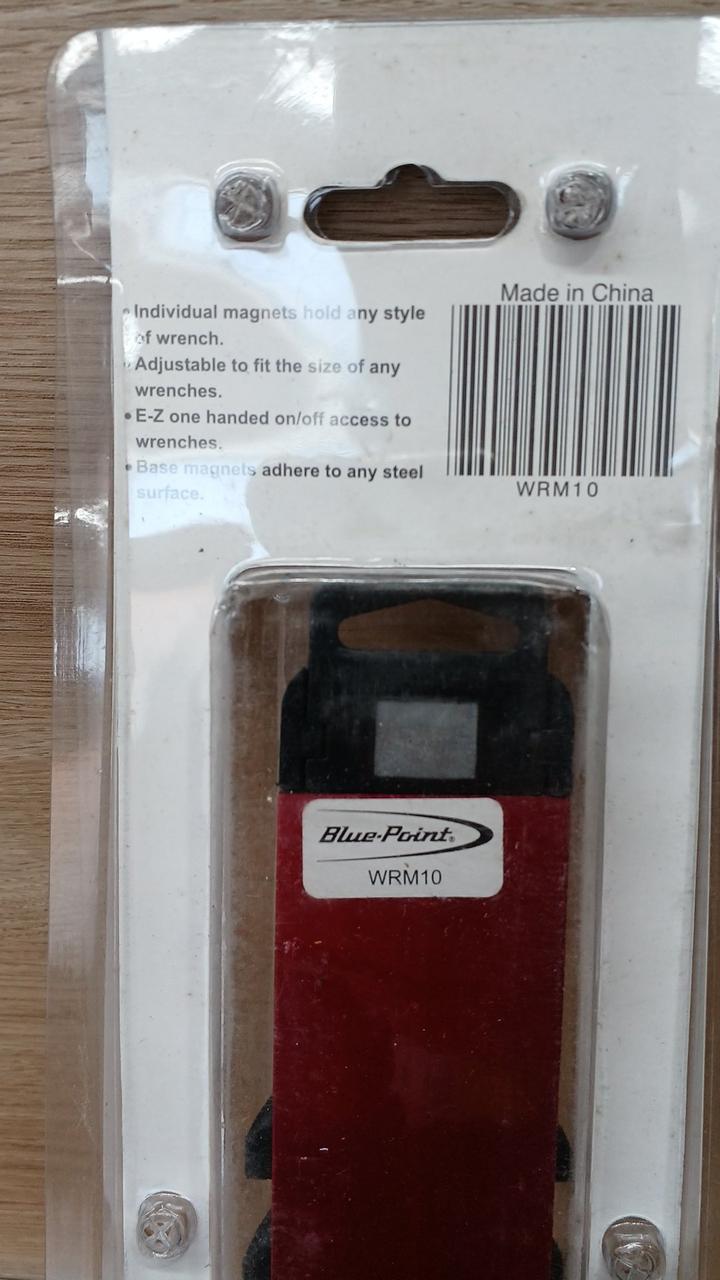 Made in China
• Individual magnets hold any style
of wrench.
• Adjustable to fit the size of any
wrenches.
• E-Z one handed on/off access to
wrenches.
• Base magnets adhere to any steel
surface.
WRM10
Blue-Point®
WRM10